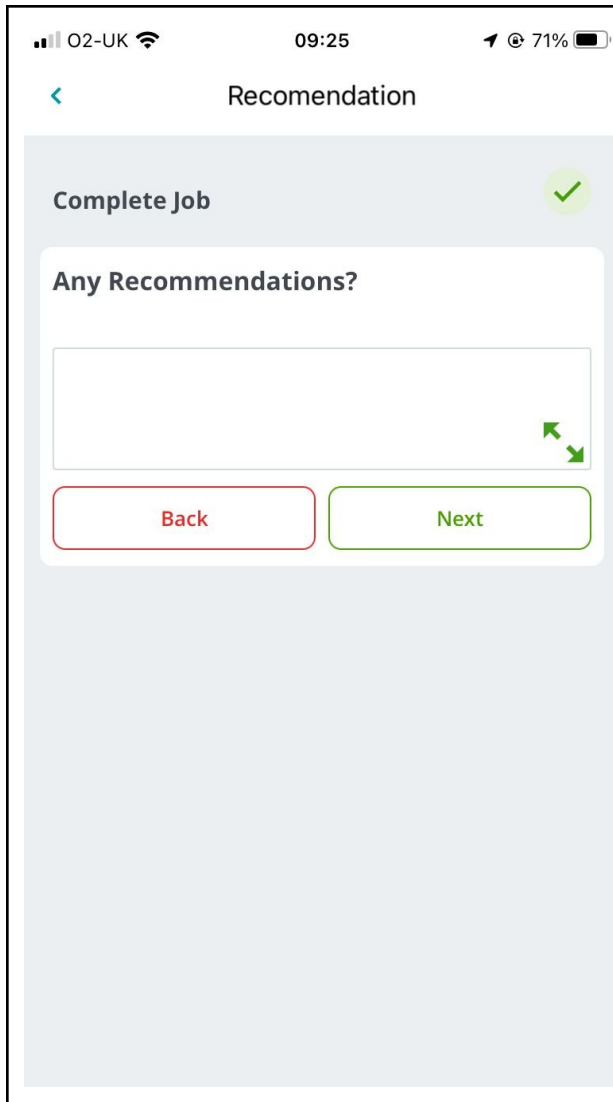 O2-UK 09:25 71%
Recomendation
Complete Job
Any Recommendations?
Back Next